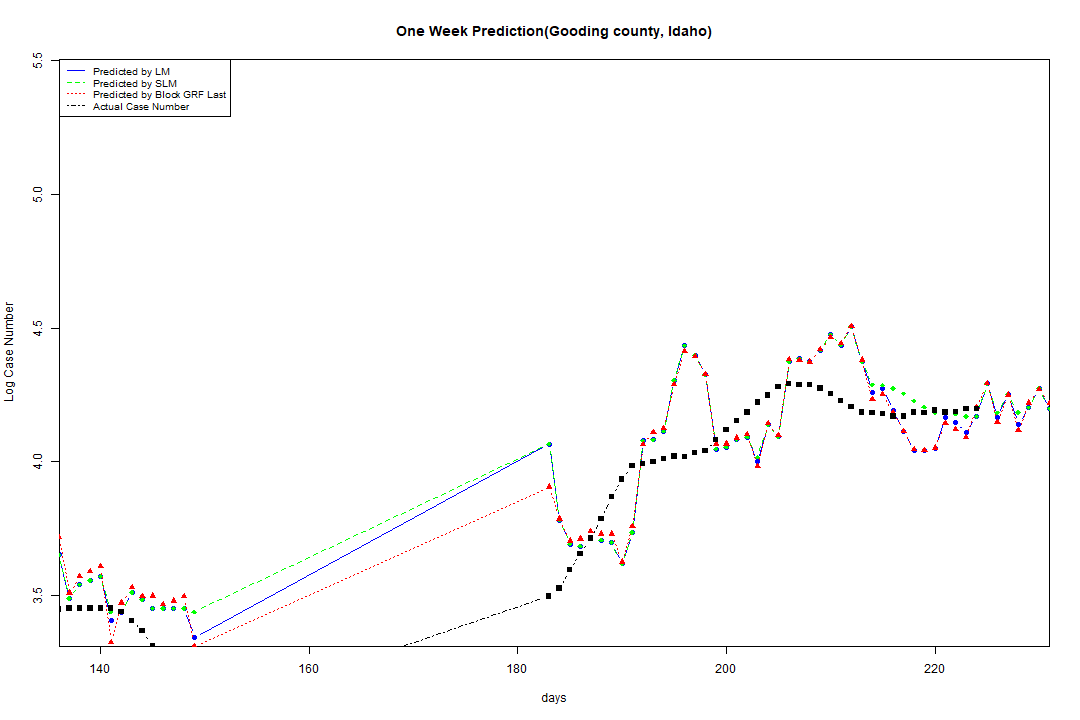 One Week Prediction(Gooding county, Idaho)
Predicted by LM
Predicted by SLM
Predicted by Block GRF Last
Actual Case Number
Log Case Number
5.5
5.0
4.5
4.0
3.5
140 160 180 200 220
days